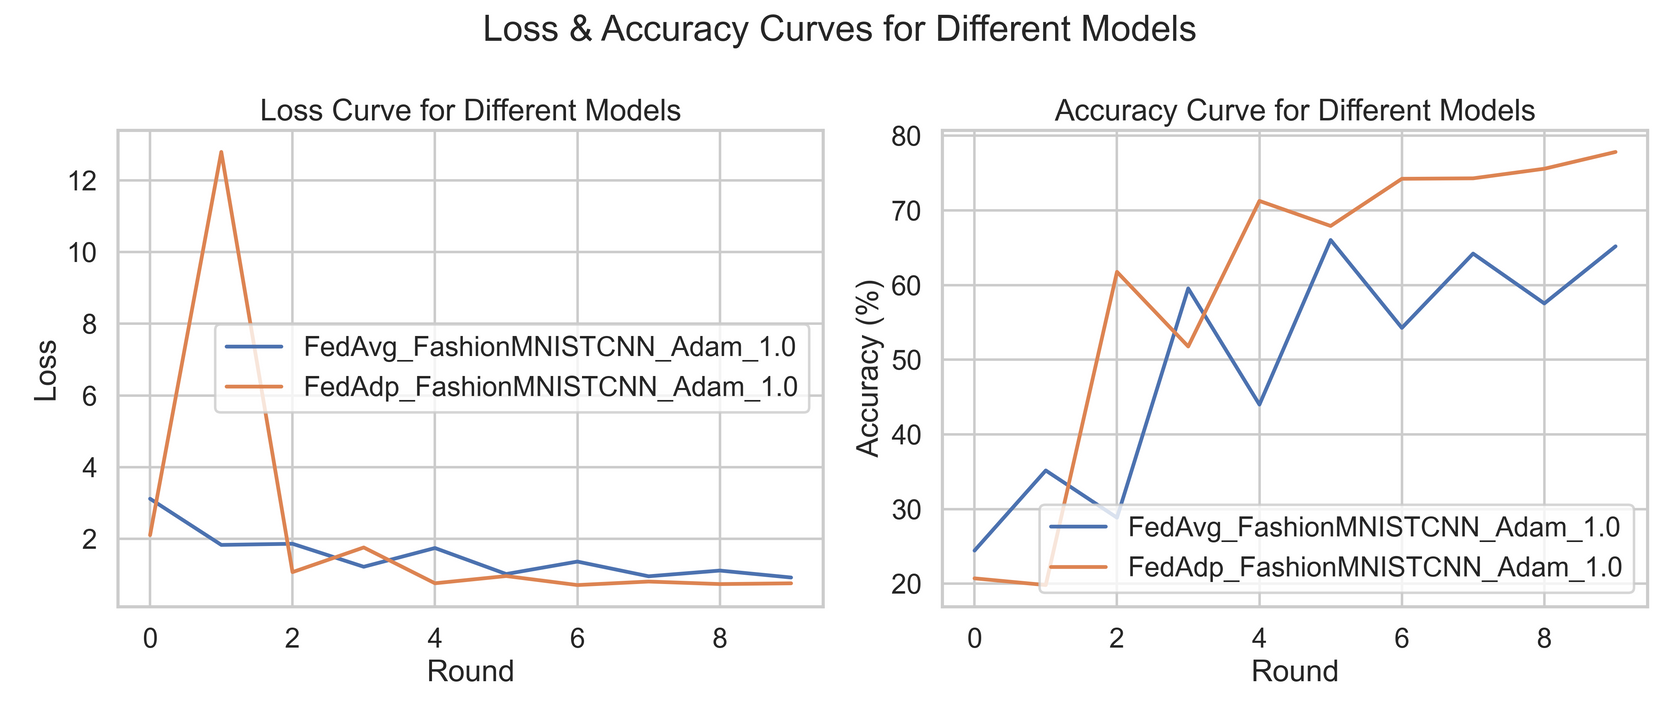 Loss & Accuracy Curves for Different Models
Loss Curve for Different Models
Loss
12
10
8
6
4
2
FedAvg_FashionMNISTCNN_Adam_1.0
FedAdp_FashionMNISTCNN_Adam_1.0
0 2 4 6 8
Round
Accuracy Curve for Different Models
Accuracy (%)
80
70
60
50
40
30
20
FedAvg_FashionMNISTCNN_Adam_1.0
FedAdp_FashionMNISTCNN_Adam_1.0
0 2 4 6 8
Round